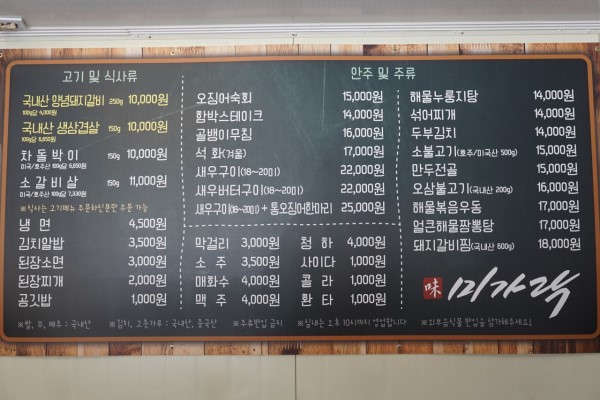 고기 및 식사류
국내산 양념돼지갈비 250g 10,000원
100g당 4,000원
국내산 생삼겹살 150g 10,000원
100g당 6,650원
차돌박이 150g 10,000원
미국/호주산 100g당 6,650원
소갈비살 150g 11,000원
미국/호주산 100g당 7,330원
※식사는 고기메뉴 주문하신분만 주문 가능
냉면 4,500원
김치알밥 3,500원
된장소면 3,000원
된장찌개 2,000원
공깃밥 1,000원
안주 및 주류
오징어숙회 15,000원
함박스테이크 14,000원
골뱅이무침 16,000원
석화(겨울) 17,000원
새우구이(18~20미) 22,000원
새우버터구이(18~20미) 22,000원
새우구이(18~20미)+통오징어한마리 25,000원
막걸리 3,000원
소주 3,500원
매화수 4,000원
맥주 4,000원
청하 4,000원
사이다 1,000원
콜라 1,000원
환타 1,000원
해물누룽지탕 14,000원
섞어찌개 14,000원
두부김치 14,000원
소불고기(호주/미국산 500g) 15,000원
만두전골 15,000원
오삼불고기(국내산 200g) 16,000원
해물볶음우동 17,000원
얼큰해물짬뽕탕 17,000원
돼지갈비찜(국내산 600g) 18,000원
味 미가락
※쌀, 무, 배추 : 국내산 ※김치, 고춧가루 : 국내산, 중국산 ※주류반입 금지 ※실내는 오후 10시까지 영업합니다 ※외부음식물 반입을 삼가해주세요!